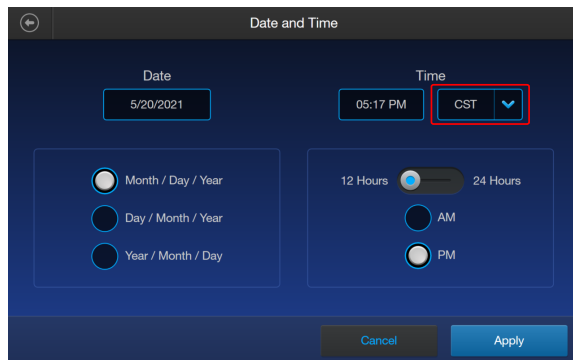 Date and Time
Date
Time
5/20/2021
05:17 PM
CST
Month / Day / Year
Day / Month / Year
Year / Month / Day
12 Hours
24 Hours
AM
PM
Cancel
Apply